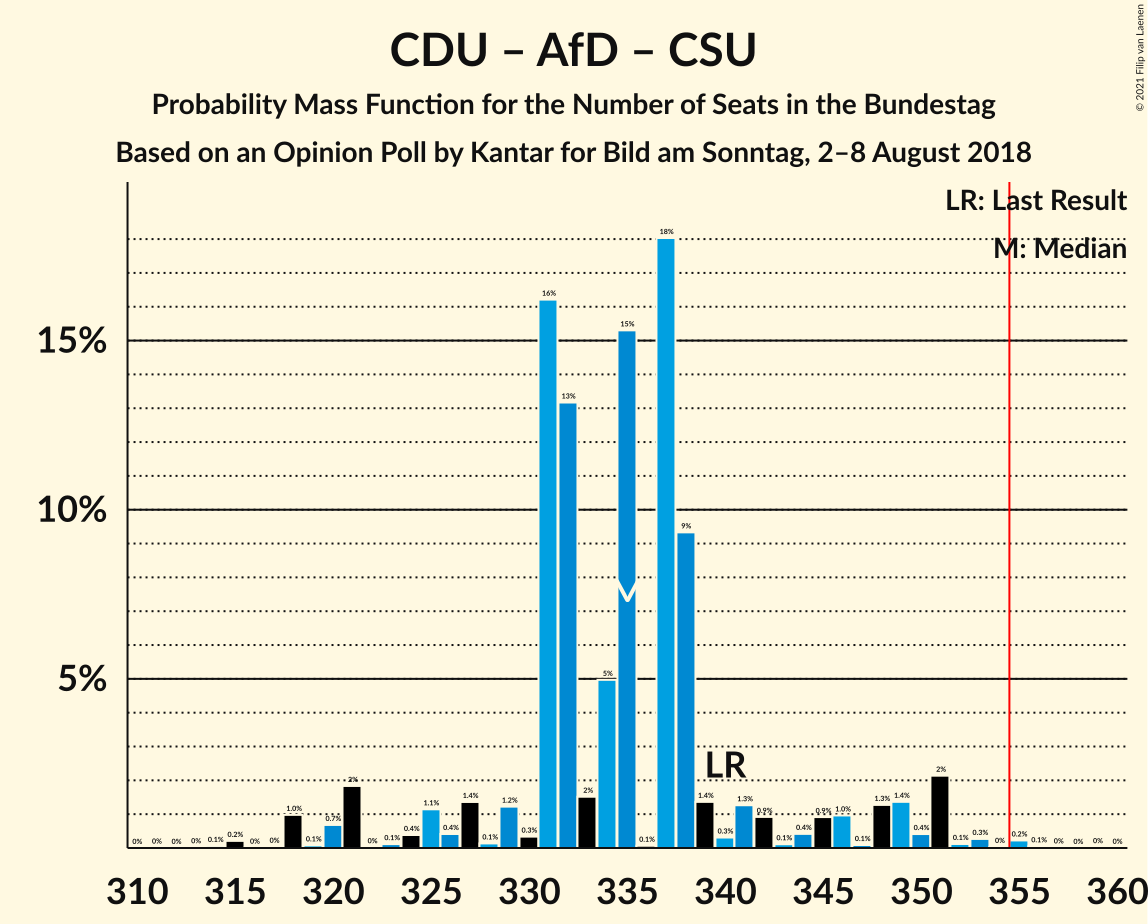 CDU – AfD – CSU
Probability Mass Function for the Number of Seats in the Bundestag
Based on an Opinion Poll by Kantar for Bild am Sonntag, 2–8 August 2018
© 2021 Filip van Laenen
LR: Last Result
M: Median
15%
10%
5%
0% 0% 0% 0% 0.1% 0.2% 0% 0% 1.0% 0.1% 0.7% 2% 0% 0.1% 0.4% 1.1% 0.4% 1.4% 0.1% 1.2% 0.3% 16% 13% 2% 5% 15% 0.1% 18% 9% 1.4% 0.3% 1.3% 0.9% 0.1% 0.4% 0.9% 1.0% 0.1% 1.3% 1.4% 0.4% 2% 0.1% 0.3% 0% 0.2% 0.1% 0% 0% 0% 0%
LR
310 315 320 325 330 335 340 345 350 355 360